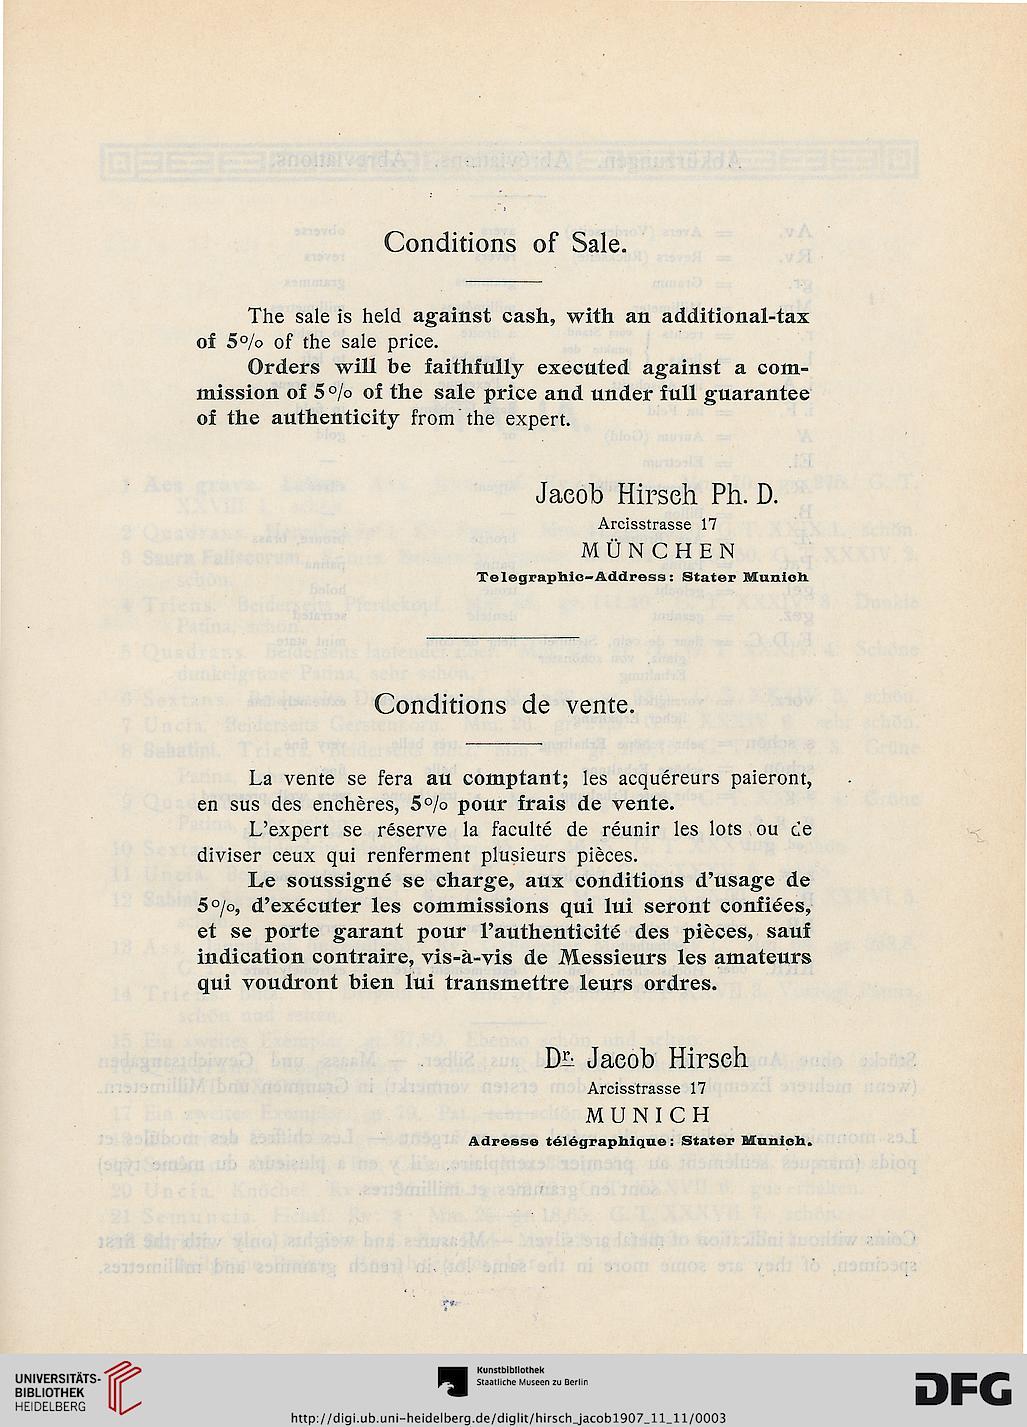 Conditions of Sale.
The sale is held against cash, with an additional-tax
of 5% of the sale price.
Orders will be faithfully executed against a com-
mission of 5% of the sale price and under full guarantee
of the authenticity from the expert.
Jacob Hirsch Ph. D.
Arcisstrasse 17
MÜNCHEN
Telegraphic-Address: Stater Munich
Conditions de vente.
La vente se fera au comptant; les acquéreurs paieront,
en sus des enchères, 5% pour frais de vente.
L'expert se réserve la faculté de réunir les lots ou de
diviser ceux qui renferment plusieurs pièces.
Le soussigné se charge, aux conditions d'usage de
5%, d'exécuter les commissions qui lui seront confiées,
et se porte garant pour l'authenticité des pièces, sauf
indication contraire, vis-à-vis de Messieurs les amateurs
qui voudront bien lui transmettre leurs ordres.
Dr. Jacob Hirsch
Arcisstrasse 17
MUNICH
Adresse télégraphique: Stater Munich.
UNIVERSITÄTS-
BIBLIOTHEK
HEIDELBERG
Kunstbibliothek
Staatliche Museen zu Berlin
DFG
http://digi.ub.uni-heidelberg.de/diglit/hirsch_jacob1907_11_11/0003